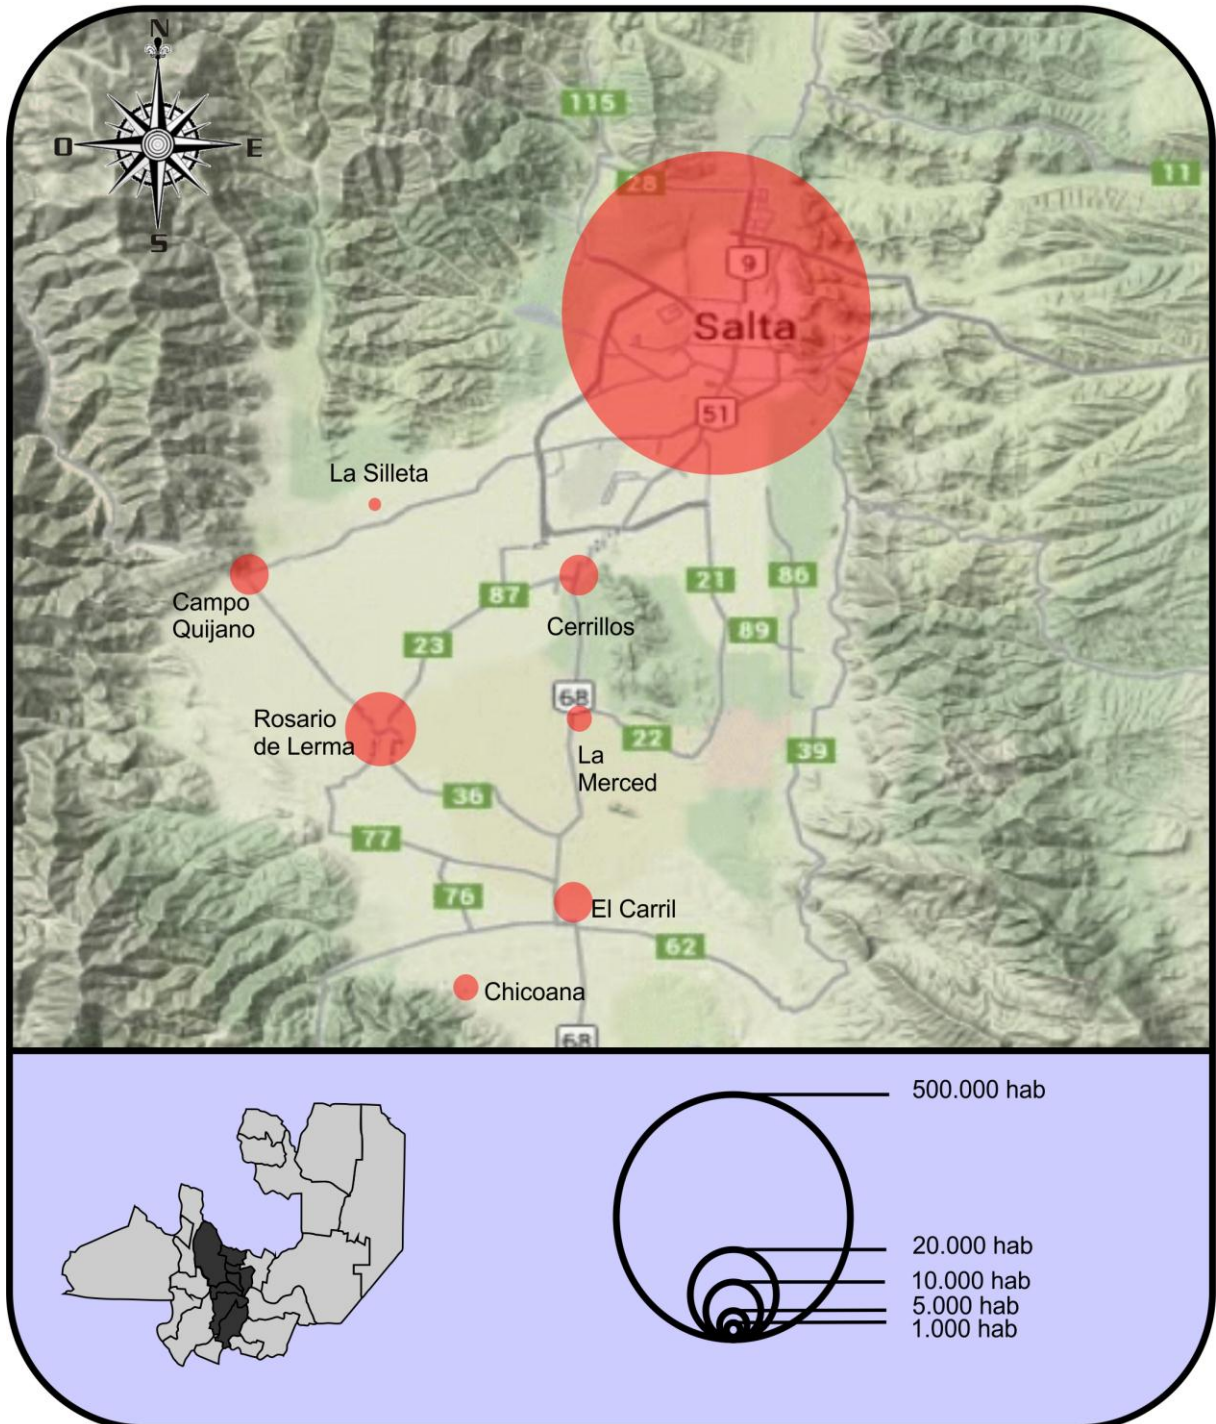 N
O
E
S
115
28
11
9
Salta
51
La Silleta
Campo
Quijano
87
Cerrillos
21
86
23
89
68
Rosario
de Lerma
22
39
La
Merced
36
77
76
El Carril
62
Chicoana
68
500.000 hab
20.000 hab
10.000 hab
5.000 hab
1.000 hab